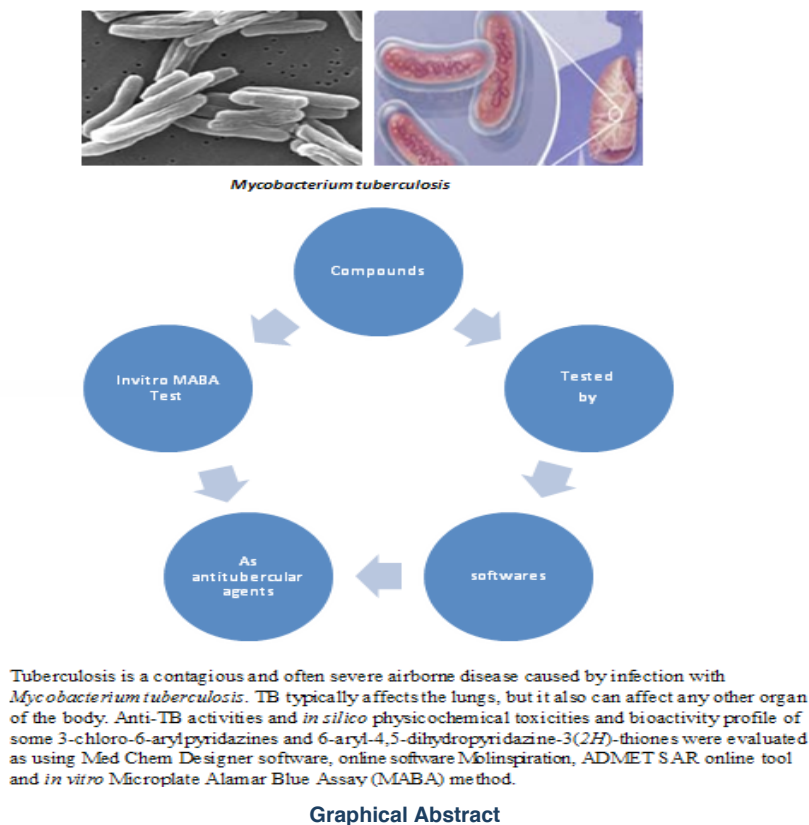 Mycobacterium tuberculosis
Compounds
Invitro MABA
Test
Tested
by
As
antitubercular
agents
softwares
Tuberculosis is a contagious and often severe airborne disease caused by infection with
Mycobacterium tuberculosis. TB typically affects the lungs, but it also can affect any other organ
of the body. Anti-TB activities and in silico physicochemical toxicities and bioactivity profile of
some 3-chloro-6-arylpyridazines and 6-aryl-4,5-dihydropyridazine-3(2H)-thiones were evaluated
as using Med Chem Designer software, online software Molinspiration, ADMET SAR online tool
and in vitro Microplate Alamar Blue Assay (MABA) method.
Graphical Abstract